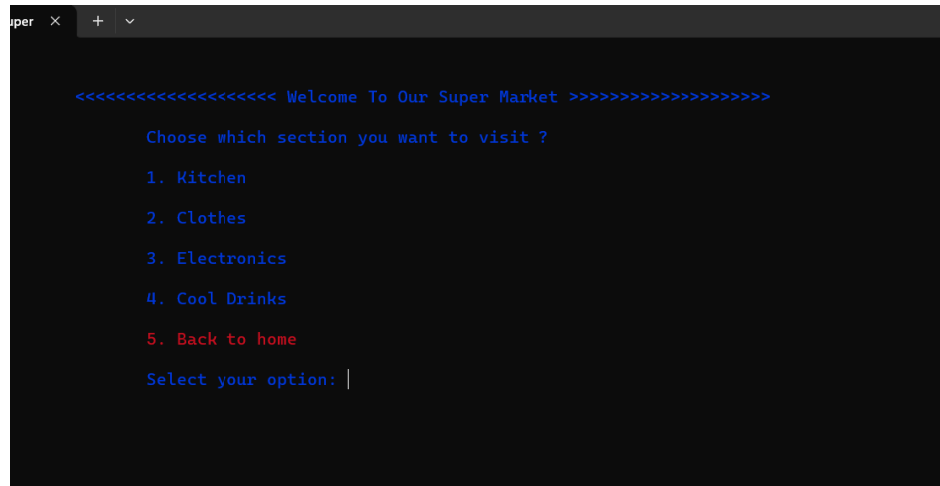 uper
<<<<<<<<<<<<<<<<<<<< Welcome To Our Super Market >>>>>>>>>>>>>>>>>>>>
Choose which section you want to visit ?
1. Kitchen
2. Clothes
3. Electronics
4. Cool Drinks
5. Back to home
Select your option: